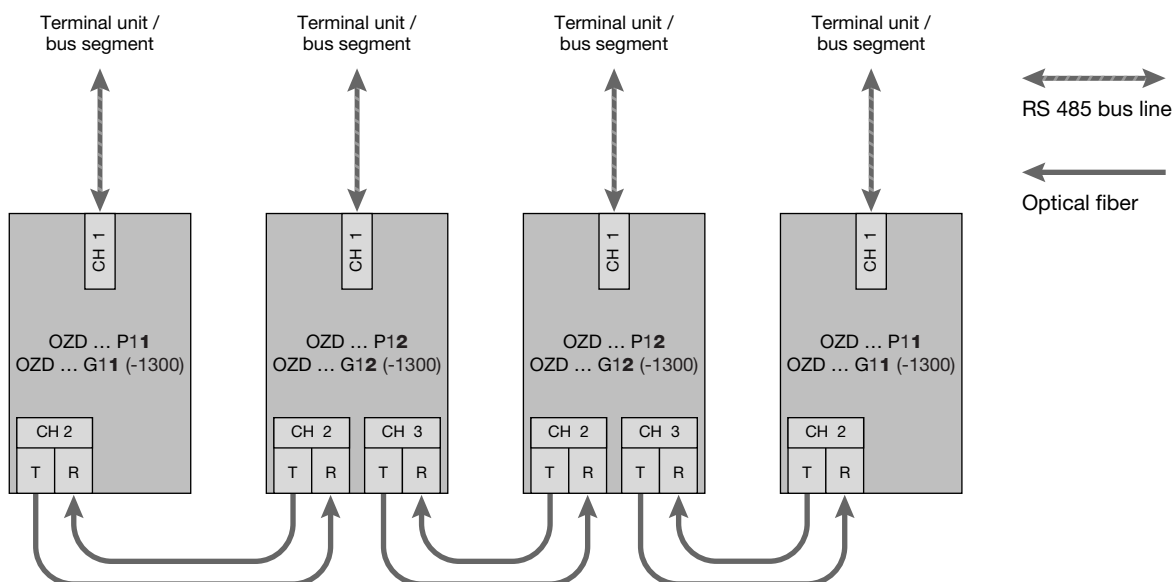 Terminal unit /
bus segment
Terminal unit /
bus segment
Terminal unit /
bus segment
Terminal unit /
bus segment
RS 485 bus line
Optical fiber
CH 1
CH 1
CH 1
CH 1
OZD ... P11
OZD ... G11 (-1300)
OZD ... P12
OZD ... G12 (-1300)
OZD ... P12
OZD ... G12 (-1300)
OZD ... P11
OZD ... G11 (-1300)
CH 2
T R
CH 2 CH 3
T R T R
CH 2 CH 3
T R T R
CH 2
T R